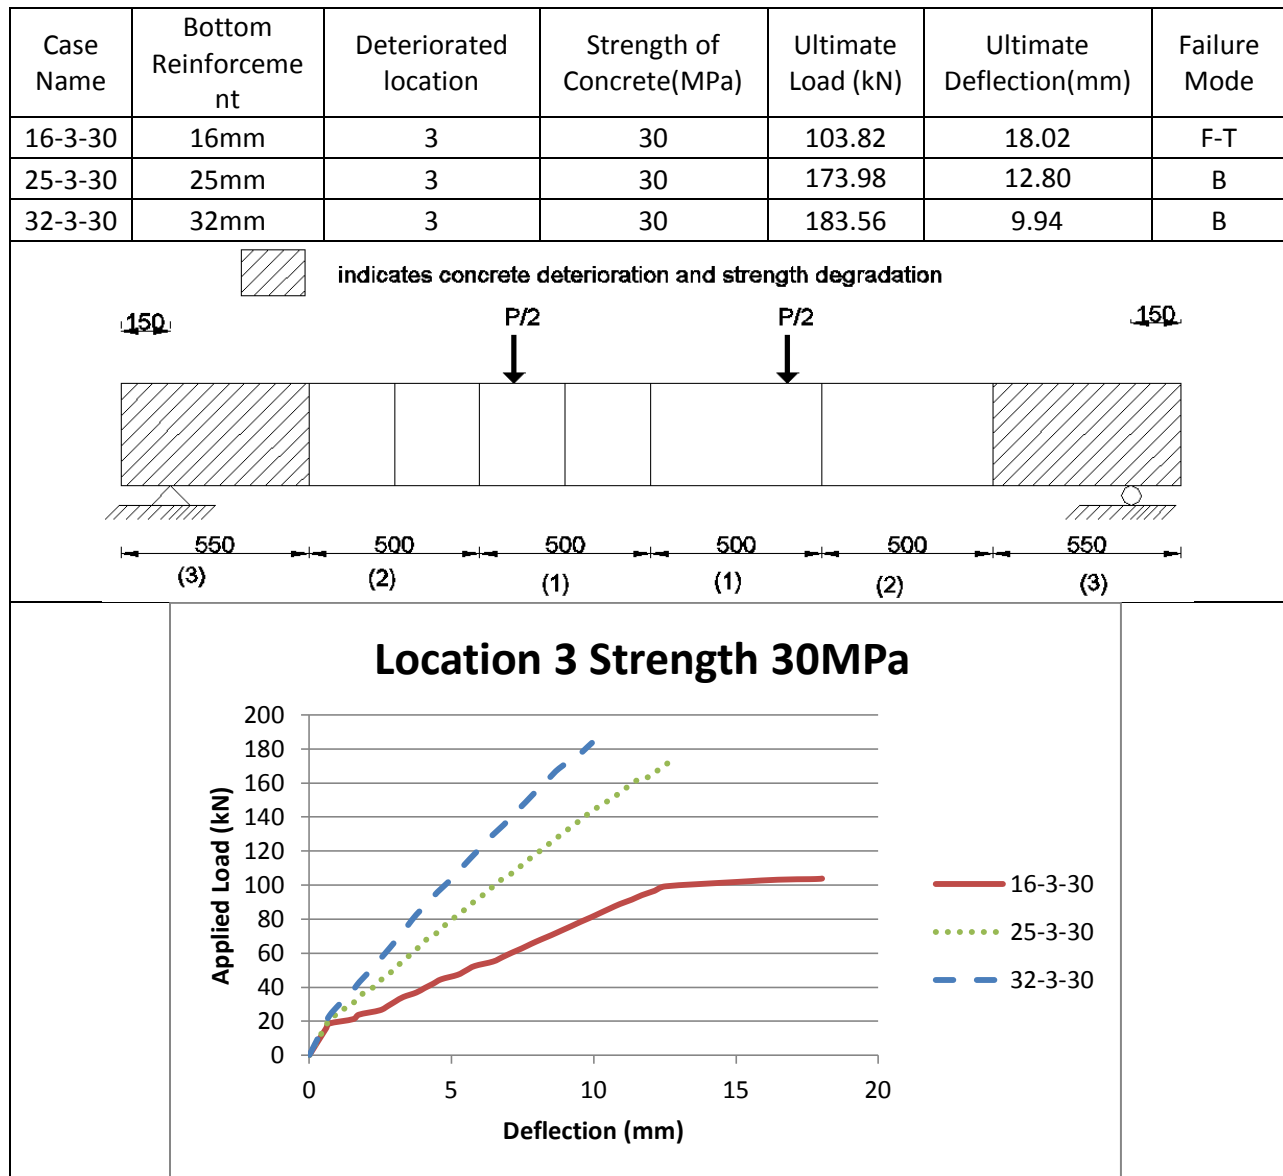 Case Name Bottom Reinforceme nt Deteriorated location Strength of Concrete(MPa) Ultimate Load (kN) Ultimate Deflection(mm) Failure Mode
16-3-30 16mm 3 30 103.82 18.02 F-T
25-3-30 25mm 3 30 173.98 12.80 B
32-3-30 32mm 3 30 183.56 9.94 B
indicates concrete deterioration and strength degradation
150 P/2 P/2 150
550 500 500 500 500 550
(3) (2) (1) (1) (2) (3)
Location 3 Strength 30MPa
Applied Load (kN)
200
180
160
140
120
100
80
60
40
20
0
0 5 10 15 20
Deflection (mm)
16-3-30
25-3-30
32-3-30